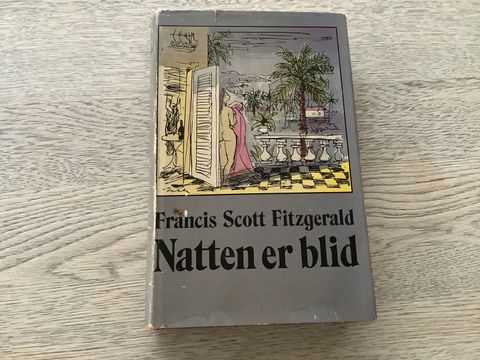 Francis Scott Fitzgerald
Natten er blid